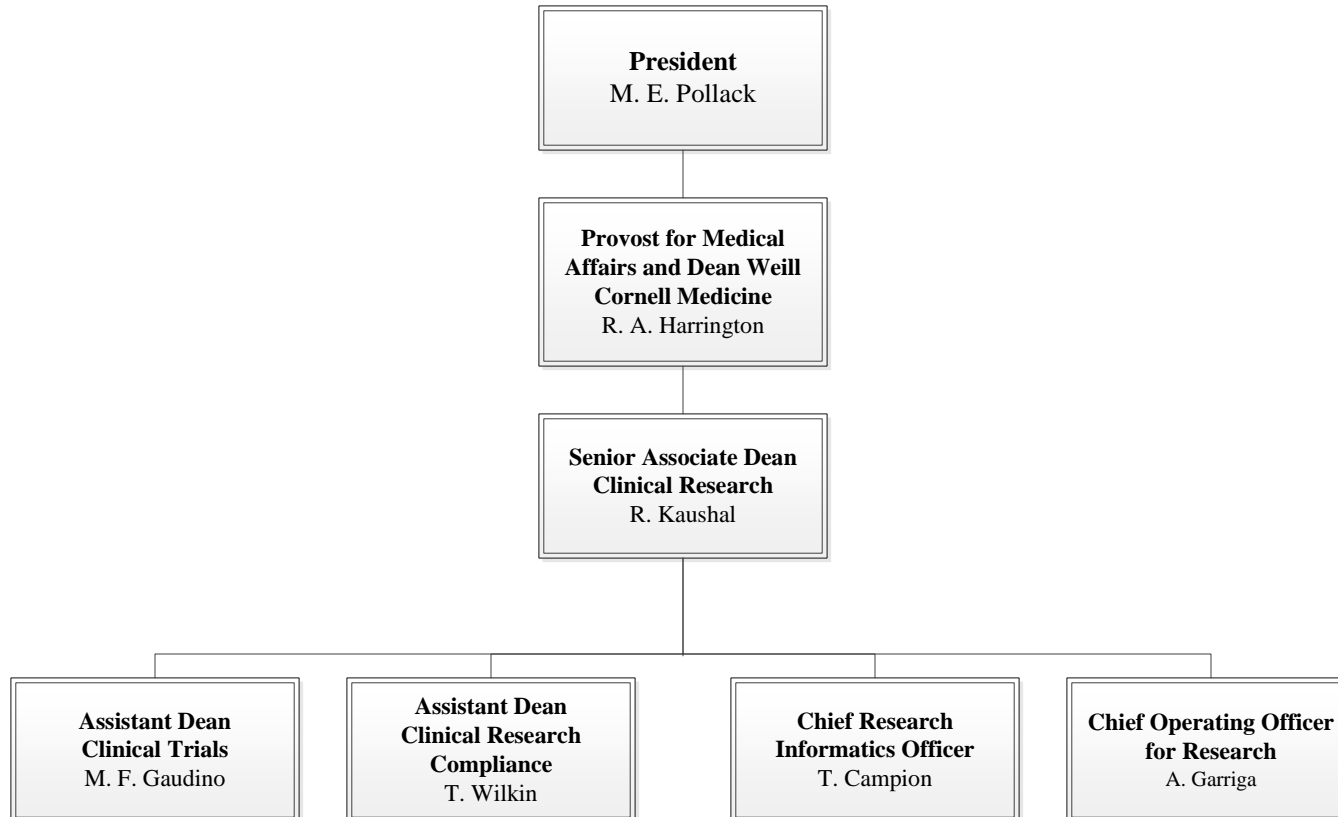 President
M. E. Pollack
Provost for Medical
Affairs and Dean Weill
Cornell Medicine
R. A. Harrington
Senior Associate Dean
Clinical Research
R. Kaushal
Assistant Dean
Clinical Trials
M. F. Gaudino
Assistant Dean
Clinical Research
Compliance
T. Wilkin
Chief Research
Informatics Officer
T. Campion
Chief Operating Officer
for Research
A. Garriga